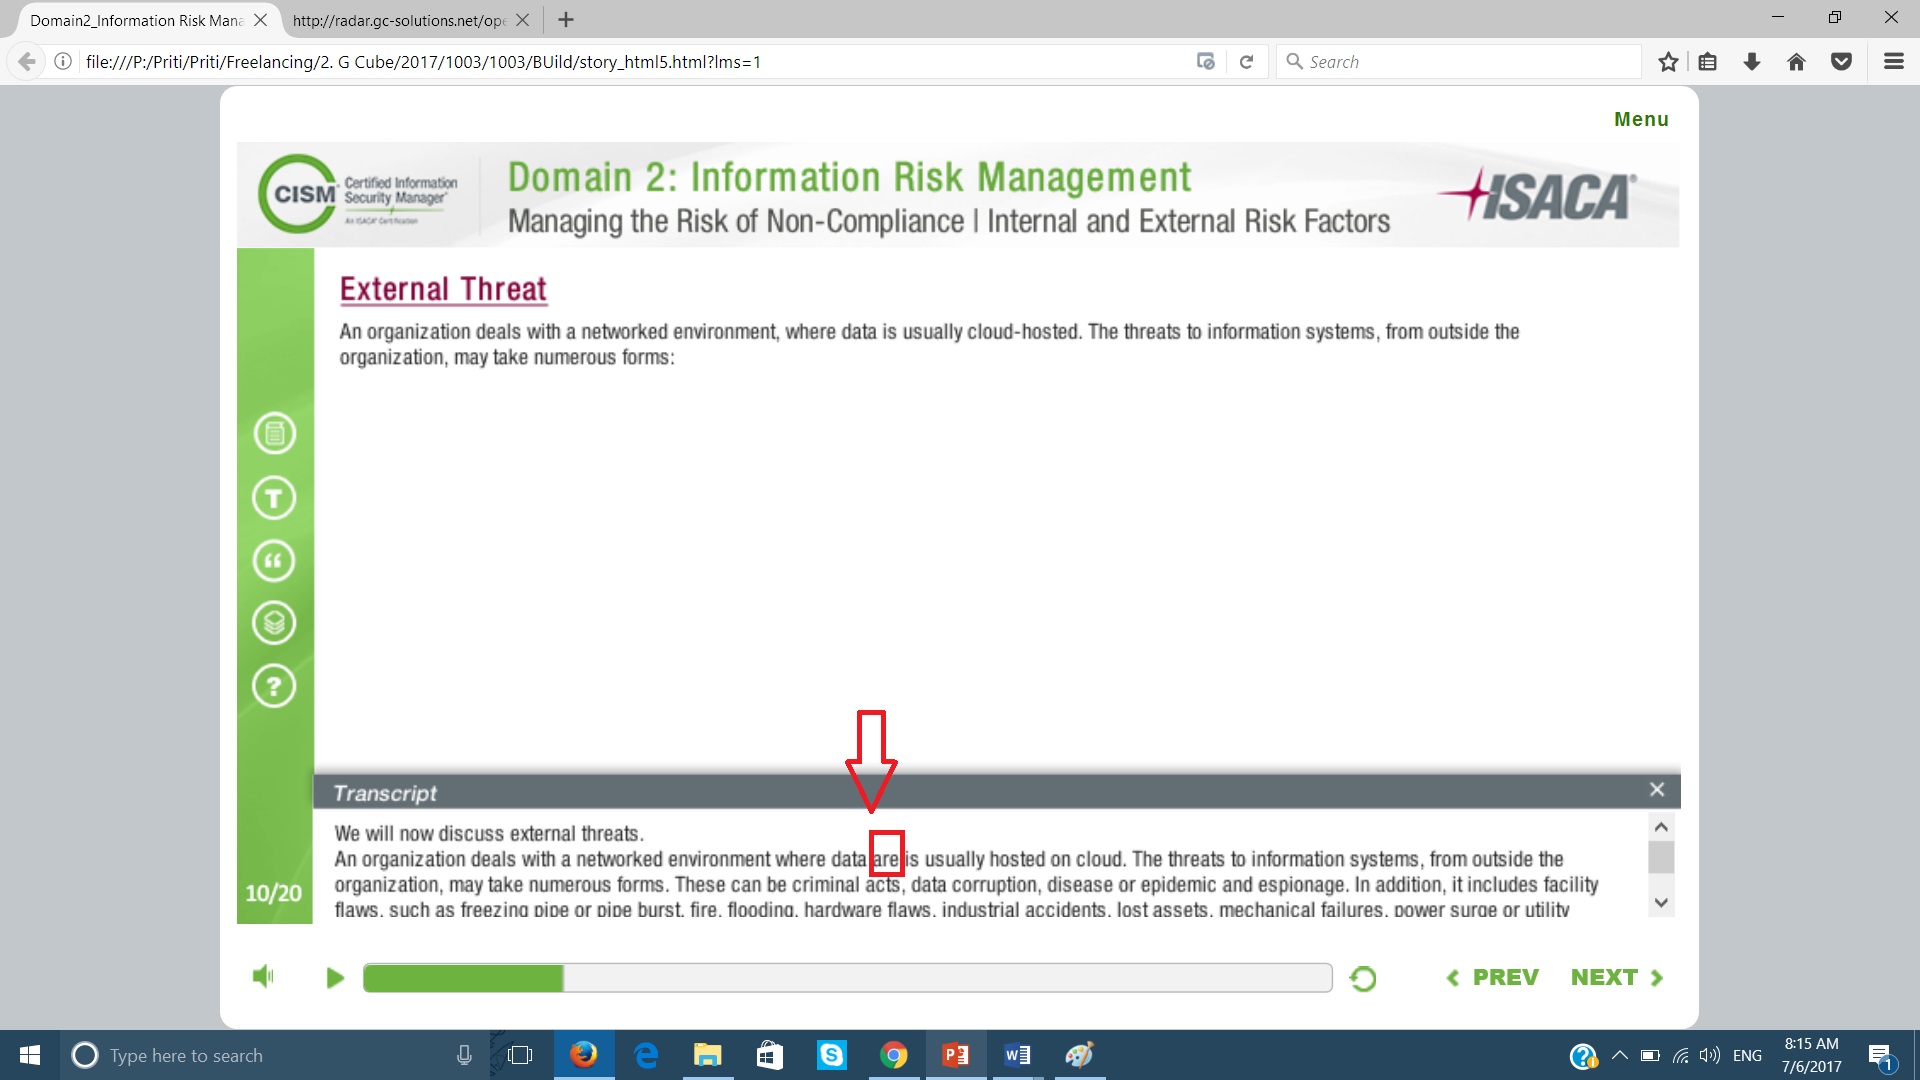 Domain2_Information Risk Mana
http://radar.gc-solutions.net/ope
file:///P:/Priti/Priti/Freelancing/2. G Cube/2017/1003/1003/BUild/story_html5.html?lms=1
Search
Menu
CISM Certified Information Security Manager®
An ISACA® Certification
Domain 2: Information Risk Management
Managing the Risk of Non-Compliance | Internal and External Risk Factors
ISACA®
External Threat
An organization deals with a networked environment, where data is usually cloud-hosted. The threats to information systems, from outside the
organization, may take numerous forms:
T
“
?
Transcript
We will now discuss external threats.
An organization deals with a networked environment where data are is usually hosted on cloud. The threats to information systems, from outside the
organization, may take numerous forms. These can be criminal acts, data corruption, disease or epidemic and espionage. In addition, it includes facility
flaws, such as freezing pipe or pipe burst, fire, flooding, hardware flaws, industrial accidents, lost assets, mechanical failures, power surge or utility
10/20
PREV
NEXT
Type here to search
ENG
8:15 AM
7/6/2017
1